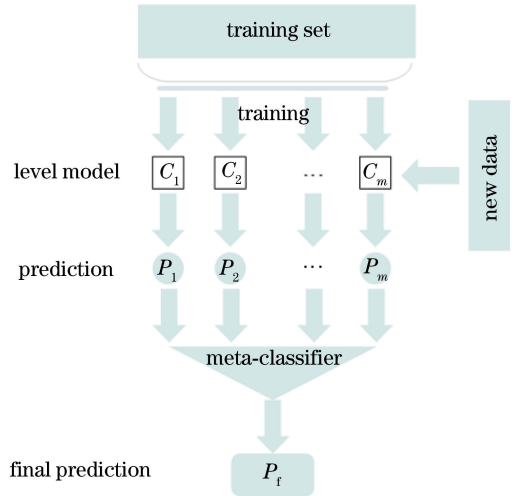 training set
training
level model C1 C2 ... Cm
new data
prediction P1 P2 ... Pm
meta-classifier
final prediction Pf